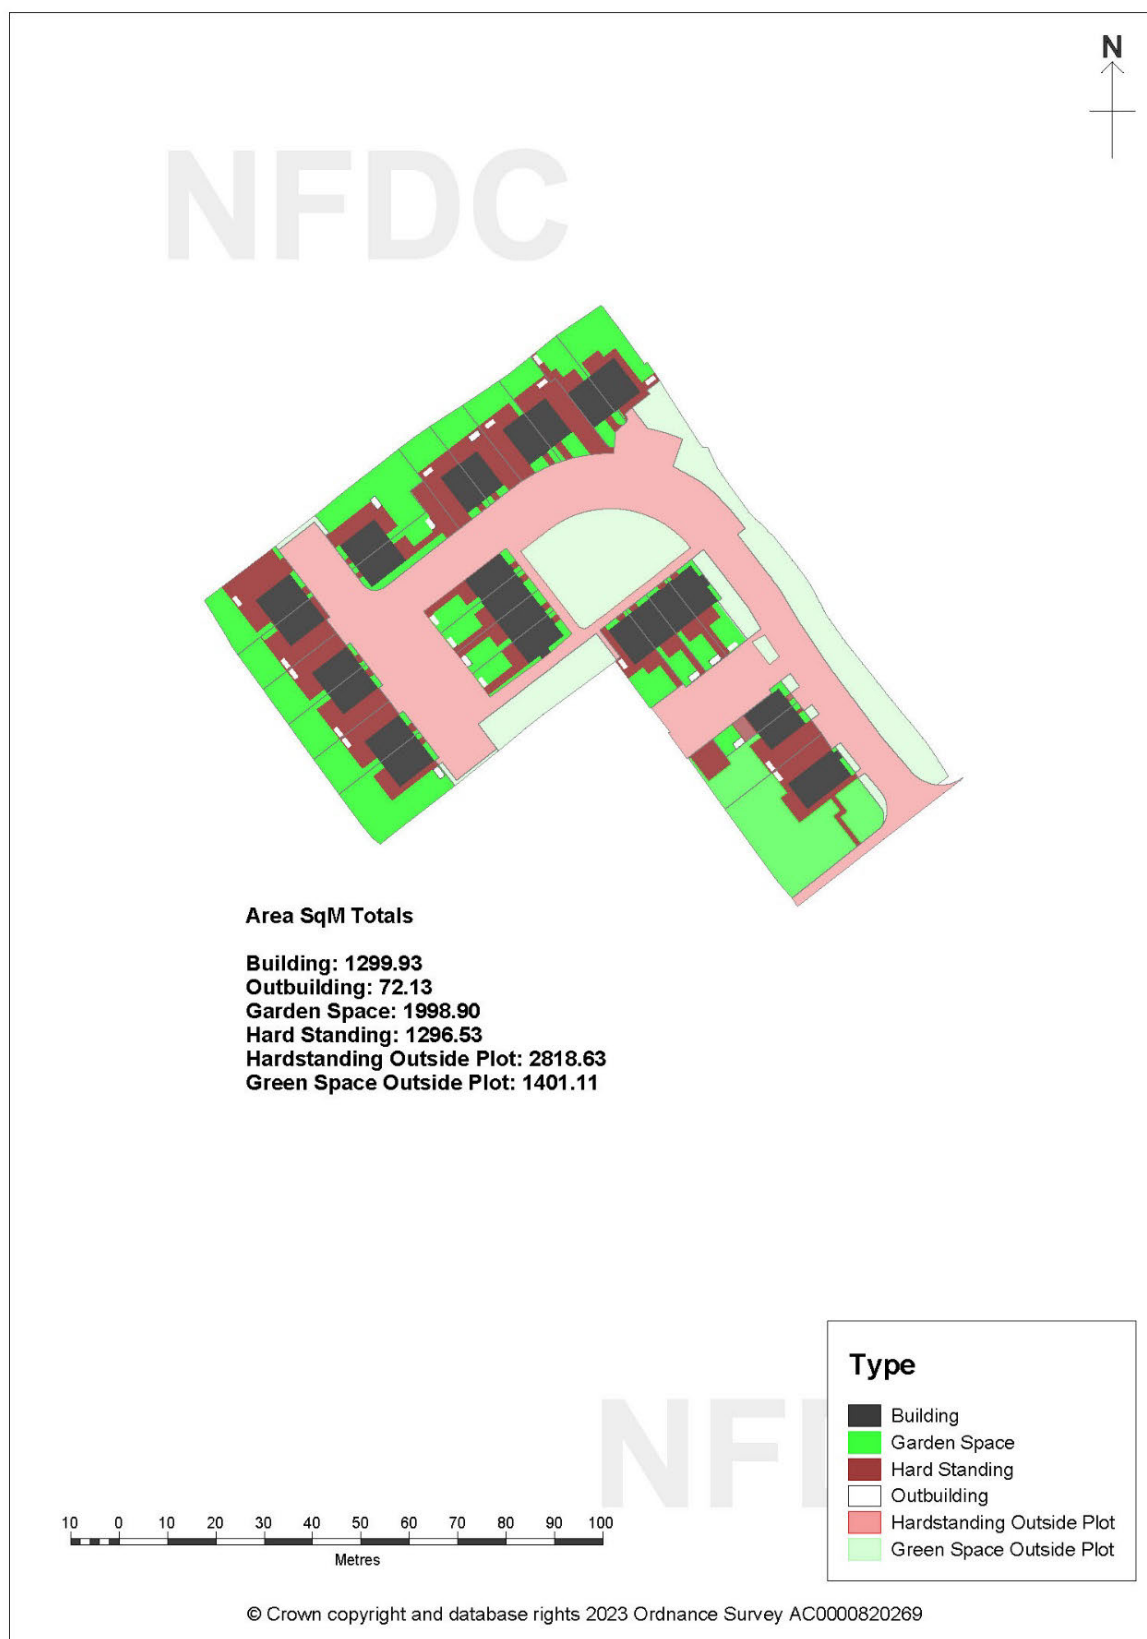 N
NFDC
Area SqM Totals
Building: 1299.93
Outbuilding: 72.13
Garden Space: 1998.90
Hard Standing: 1296.53
Hardstanding Outside Plot: 2818.63
Green Space Outside Plot: 1401.11
NF
Type
Building
Garden Space
Hard Standing
Outbuilding
Hardstanding Outside Plot
Green Space Outside Plot
10 0 10 20 30 40 50 60 70 80 90 100
Metres
© Crown copyright and database rights 2023 Ordnance Survey AC0000820269